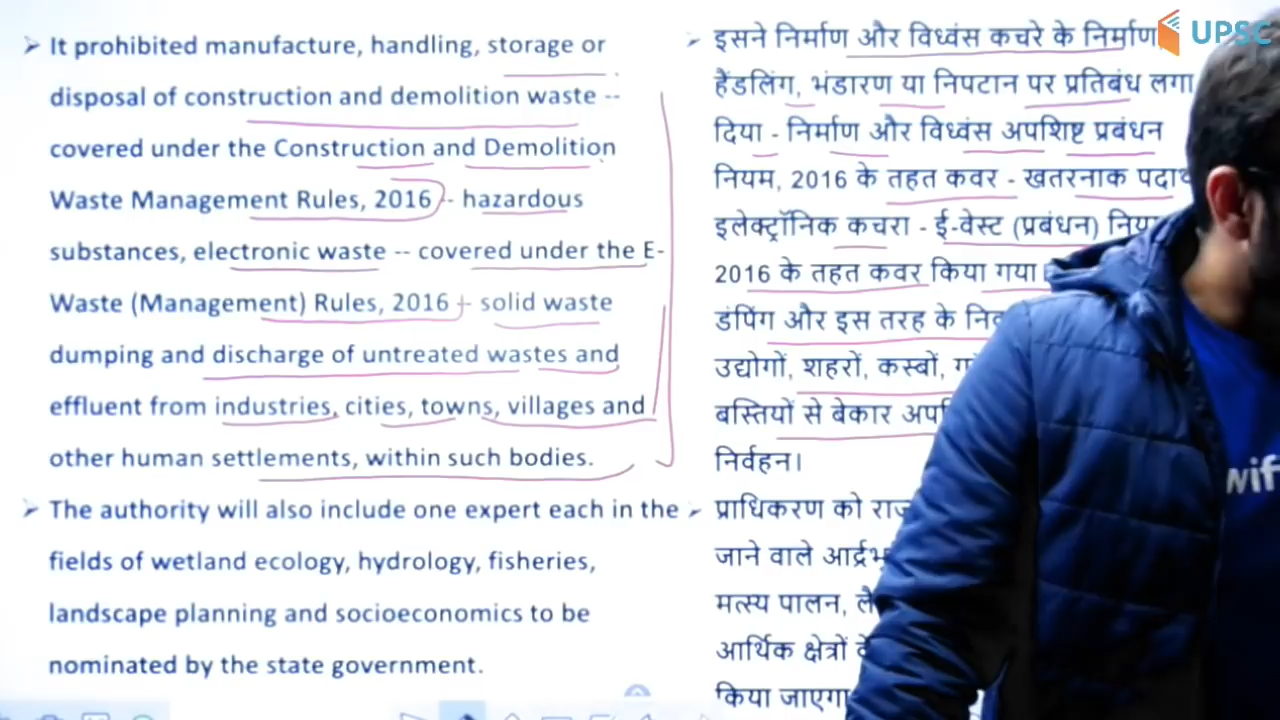 It prohibited manufacture, handling, storage or
disposal of construction and demolition waste --
covered under the Construction and Demolition
Waste Management Rules, 2016 -- hazardous
substances, electronic waste -- covered under the E-
Waste (Management) Rules, 2016 -- solid waste
dumping and discharge of untreated wastes and
effluent from industries, cities, towns, villages and
other human settlements, within such bodies.
The authority will also include one expert each in the
fields of wetland ecology, hydrology, fisheries,
landscape planning and socioeconomics to be
nominated by the state government.
इसने निर्माण और विध्वंस कचरे के निर्माण
हैंडलिंग, भंडारण या निपटान पर प्रतिबंध लगा
दिया - निर्माण और विध्वंस अपशिष्ट प्रबंधन
नियम, 2016 के तहत कवर - खतरनाक
इलेक्ट्रॉनिक कचरा - ई-वेस्ट (प्रबंधन)
2016 के तहत कवर किया गया
डंपिंग और इस तरह के
उद्योगों, शहरों, कस्बों,
बस्तियों से बेकार
निर्वहन।
प्राधिकरण को
जाने वाले
मत्स्य पालन,
आर्थिक क्षेत्रों
किया जाएगा
UPSC